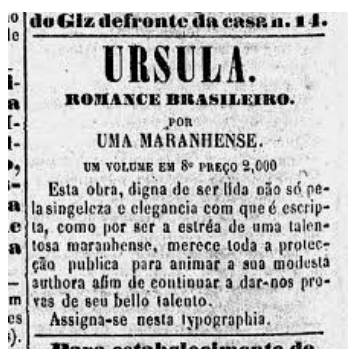 do Giz defronte da casa n. 14.
URSULA.
ROMANCE BRASILEIRO.
POR
UMA MARANHENSE.
UM VOLUME EM 8º PREÇO 2,000
Esta obra, digna de ser lida não só pe-
la singeleza e elegancia com que é escrip-
ta, como por ser a estréa de uma talen-
tosa maranhense, merece toda a protec-
ção publica para animar a sua modesta
authora afim de continuar a dar-nos pro-
vas de seu bello talento.
Assigna-se nesta typographia.
Para estabelecimento de